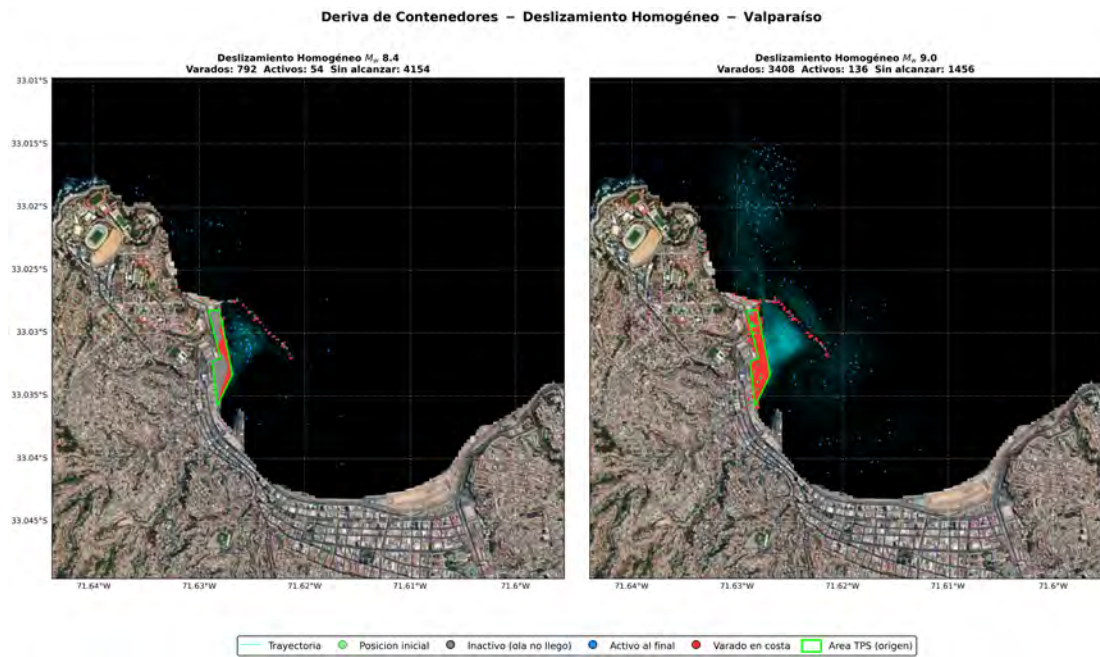 Deriva de Contenedores − Deslizamiento Homogéneo − Valparaíso
Deslizamiento Homogéneo Mw 8.4
Varados: 792 Activos: 54 Sin alcanzar: 4154
Deslizamiento Homogéneo Mw 9.0
Varados: 3408 Activos: 136 Sin alcanzar: 1456
33.01°S
33.015°S
33.02°S
33.025°S
33.03°S
33.035°S
33.04°S
33.045°S
71.64°W 71.63°W 71.62°W 71.61°W 71.6°W
71.64°W 71.63°W 71.62°W 71.61°W 71.6°W
Trayectoria Posicion inicial Inactivo (ola no llego) Activo al final Varado en costa Area TPS (origen)